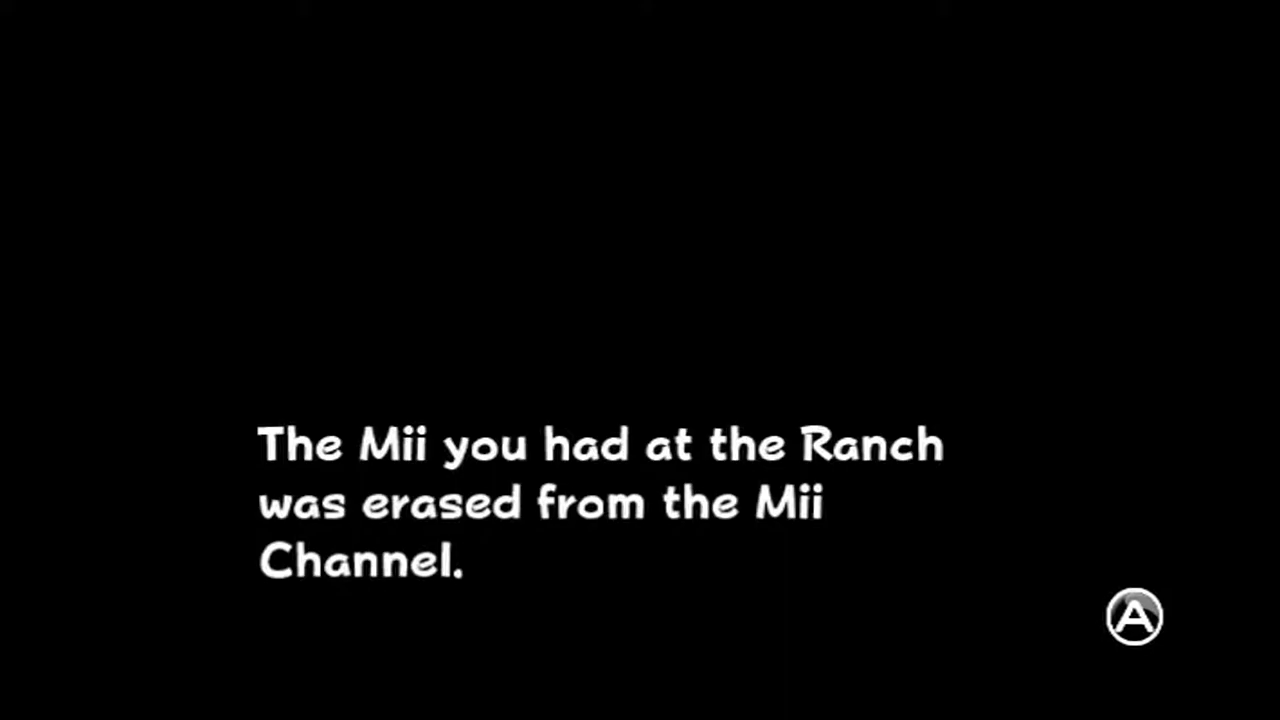 The Mii you had at the Ranch
was erased from the Mii
Channel.
A